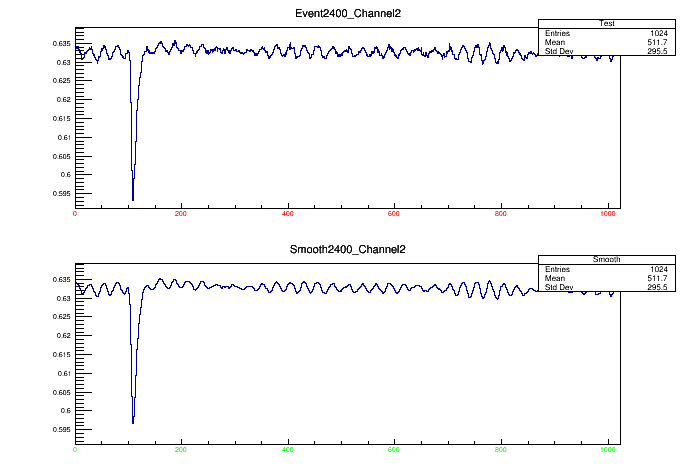 Event2400_Channel2
Test
Entries 1024
Mean 511.7
Std Dev 295.5
0.635
0.63
0.625
0.62
0.615
0.61
0.605
0.6
0.595
0 200 400 600 800 1000
Smooth2400_Channel2
Smooth
Entries 1024
Mean 511.7
Std Dev 295.5
0.635
0.63
0.625
0.62
0.615
0.61
0.605
0.6
0.595
0 200 400 600 800 1000